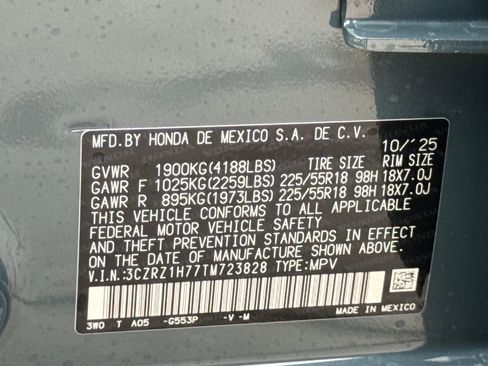 MFD.BY HONDA DE MEXICO S.A. DE C.V. 10/'25
GVWR 1900KG(4188LBS) TIRE SIZE RIM SIZE
GAWR F 1025KG(2259LBS) 225/55R18 98H 18X7.0J
GAWR R 895KG(1973LBS) 225/55R18 98H 18X7.0J
THIS VEHICLE CONFORMS TO ALL APPLICABLE
FEDERAL MOTOR VEHICLE SAFETY
AND THEFT PREVENTION STANDARDS IN EFFECT
ON THE DATE OF MANUFACTURE SHOWN ABOVE.
V.I.N.:3CZRZ1H77TM723828 TYPE:MPV
3WO T A05 -G553P -V -M- MADE IN MEXICO